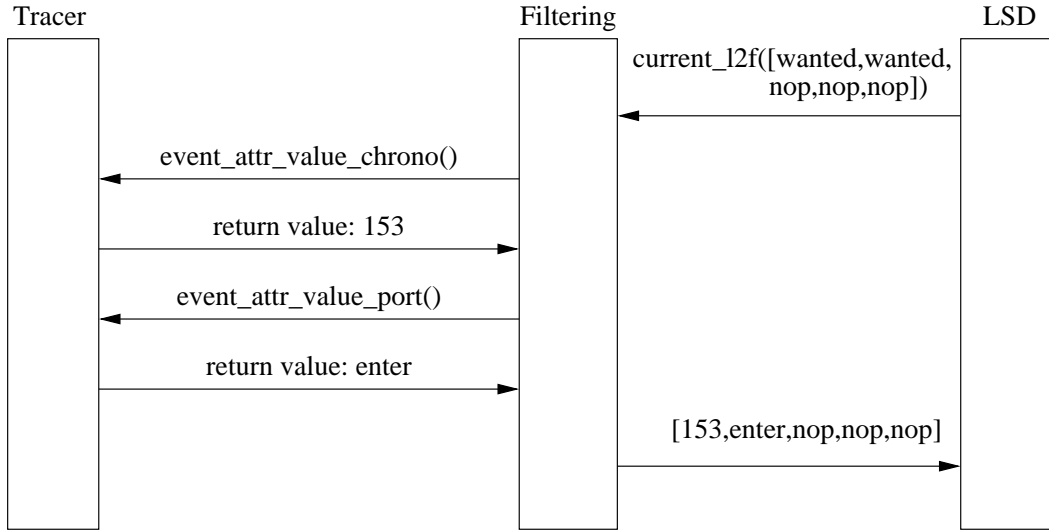 Tracer
Filtering
LSD
current_l2f([wanted,wanted,
nop,nop,nop])
event_attr_value_chrono()
return value: 153
event_attr_value_port()
return value: enter
[153,enter,nop,nop,nop]